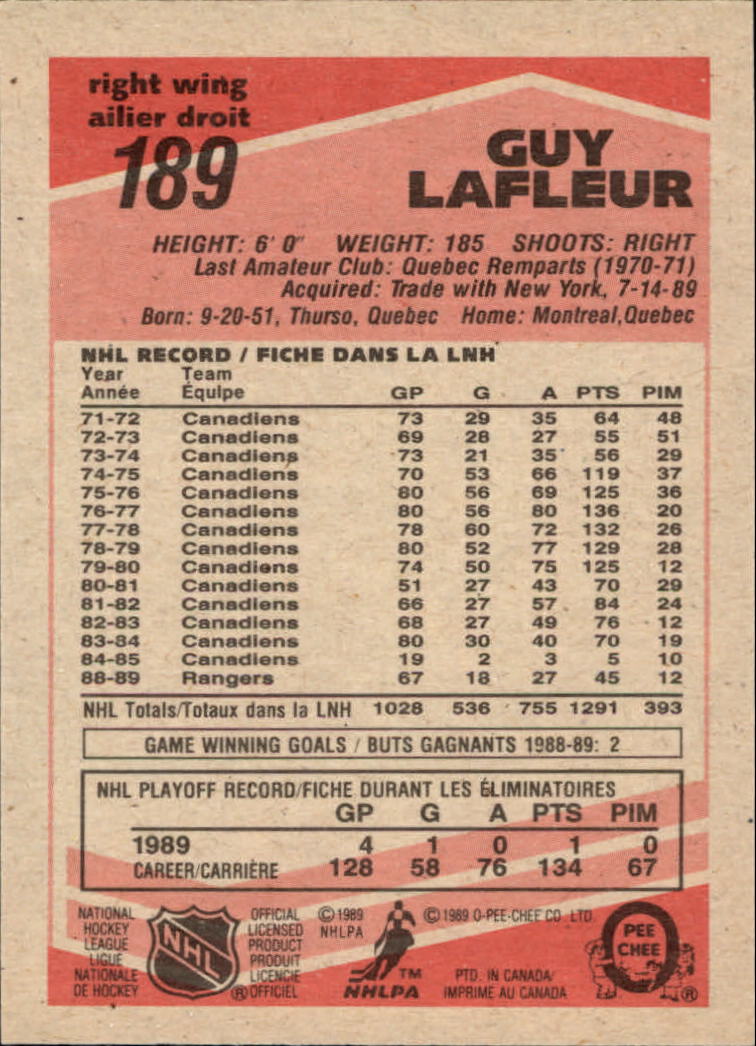 right wing
ailier droit
189
GUY
LAFLEUR
HEIGHT: 6' 0" WEIGHT: 185 SHOOTS: RIGHT
Last Amateur Club: Quebec Remparts (1970-71)
Acquired: Trade with New York, 7-14-89
Born: 9-20-51, Thurso, Quebec Home: Montreal, Quebec
NHL RECORD / FICHE DANS LA LNH
Year Team
Année Équipe GP G A PTS PIM
71-72 Canadiens 73 29 35 64 48
72-73 Canadiens 69 28 27 55 51
73-74 Canadiens 73 21 35 56 29
74-75 Canadiens 70 53 66 119 37
75-76 Canadiens 80 56 69 125 36
76-77 Canadiens 80 56 80 136 20
77-78 Canadiens 78 60 72 132 26
78-79 Canadiens 80 52 77 129 28
79-80 Canadiens 74 50 75 125 12
80-81 Canadiens 51 27 43 70 29
81-82 Canadiens 66 27 57 84 24
82-83 Canadiens 68 27 49 76 12
83-84 Canadiens 80 30 40 70 19
84-85 Canadiens 19 2 3 5 10
88-89 Rangers 67 18 27 45 12
NHL Totals/Totaux dans la LNH 1028 536 755 1291 393
GAME WINNING GOALS / BUTS GAGNANTS 1988-89: 2
NHL PLAYOFF RECORD/FICHE DURANT LES ÉLIMINATOIRES
GP G A PTS PIM
1989 4 1 0 1 0
CAREER/CARRIÈRE 128 58 76 134 67
NATIONAL
HOCKEY
LEAGUE
LIGUE
NATIONALE
DE HOCKEY
NHL
OFFICIAL
LICENSED
PRODUCT
PRODUIT
LICENCIE
® OFFICIEL
© 1989
NHLPA
TM
NHLPA
© 1989 O-PEE-CHEE CO. LTD.
PTD. IN CANADA/
IMPRIME AU CANADA
O
PEE
CHEE
®